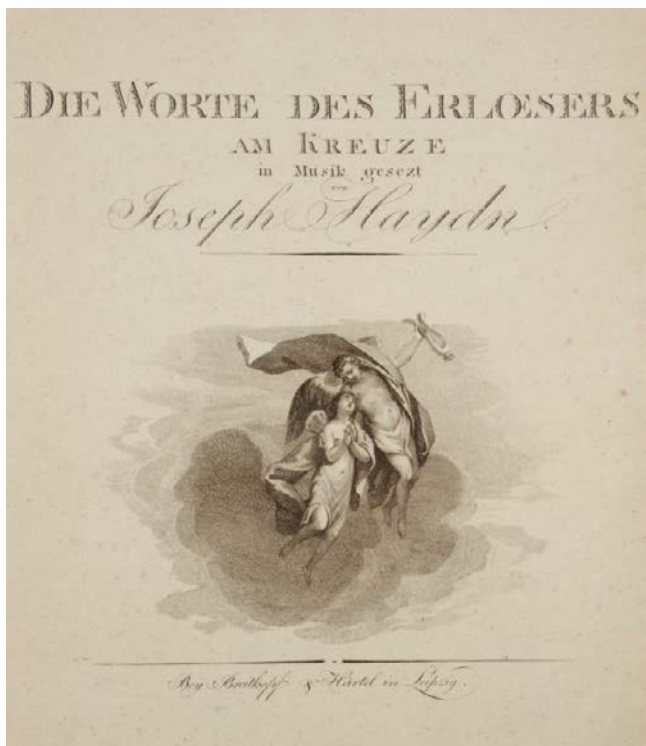 DIE WORTE DES ERLŒSERS
AM KREUZE
in Musik gesezt
von
Joseph Haydn.
Bey Breitkopf & Härtel in Leipzig.